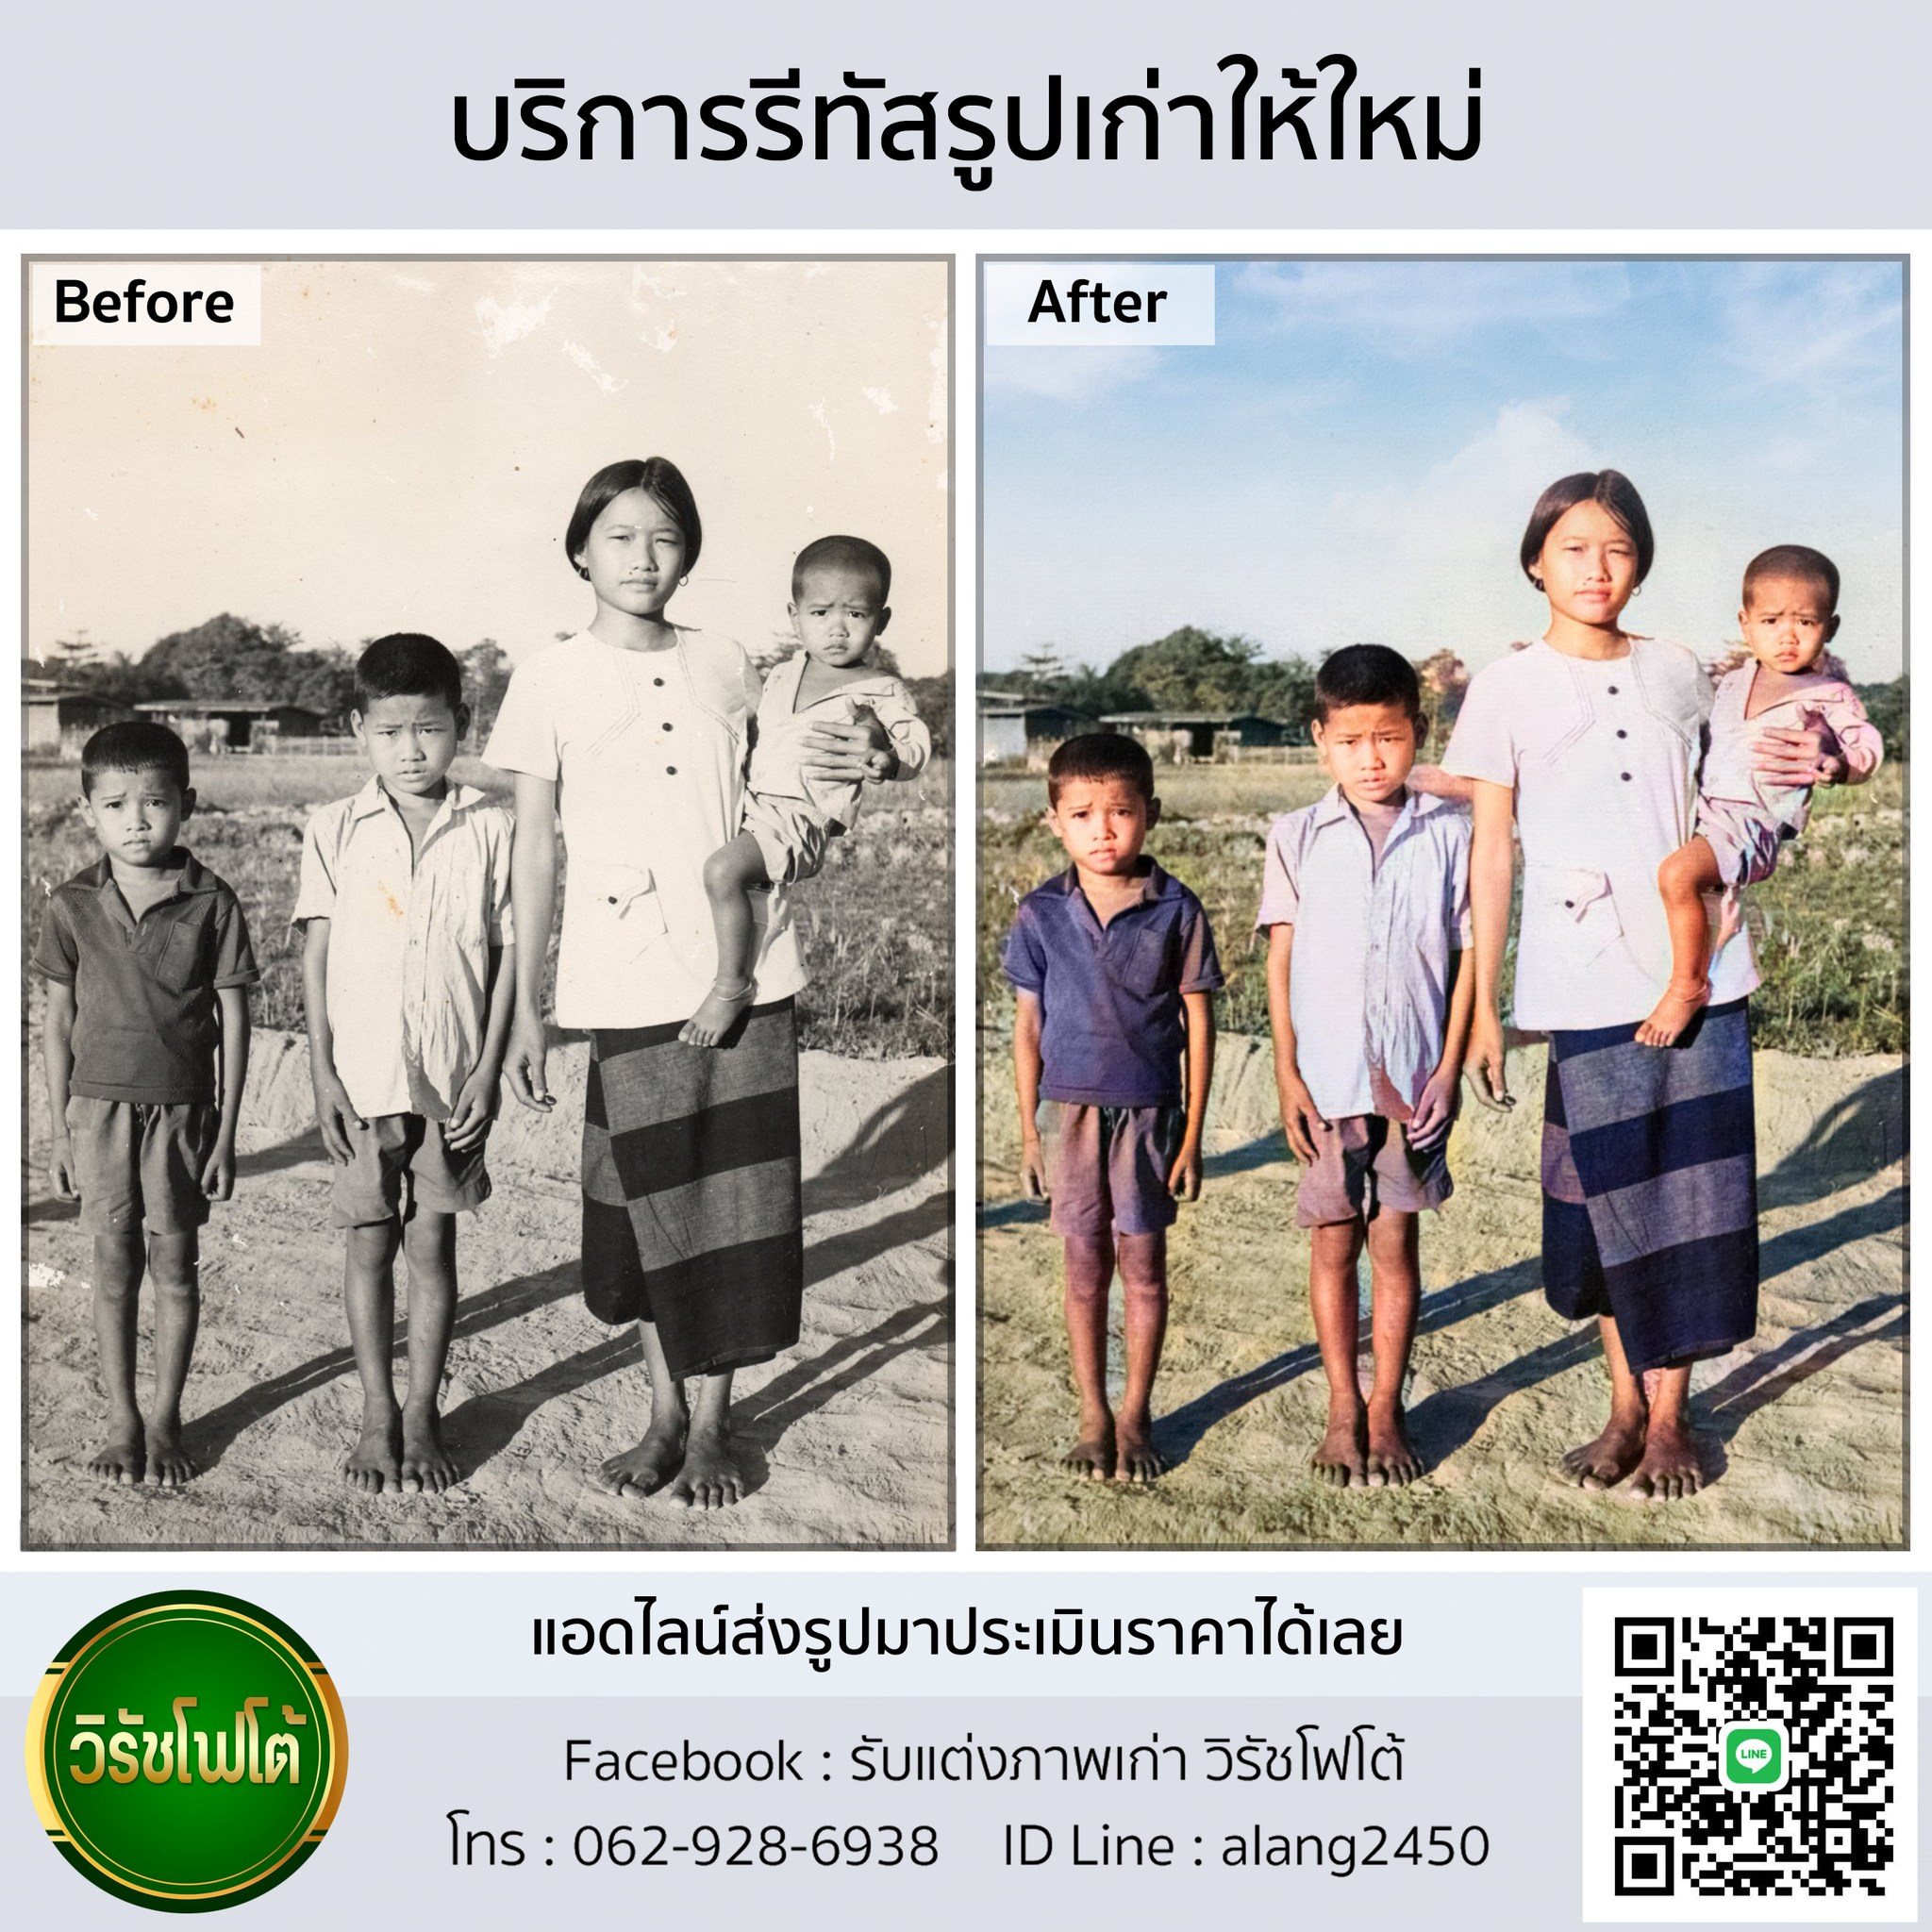 บริการรีทัสรูปเก่าให้ใหม่
Before
After
แอดไลน์ส่งรูปมาประเมินราคาได้เลย
วิรัชโฟโต้
Facebook : รับแต่งภาพเก่า วิรัชโฟโต้
โทร : 062-928-6938 ID Line : alang2450
LINE